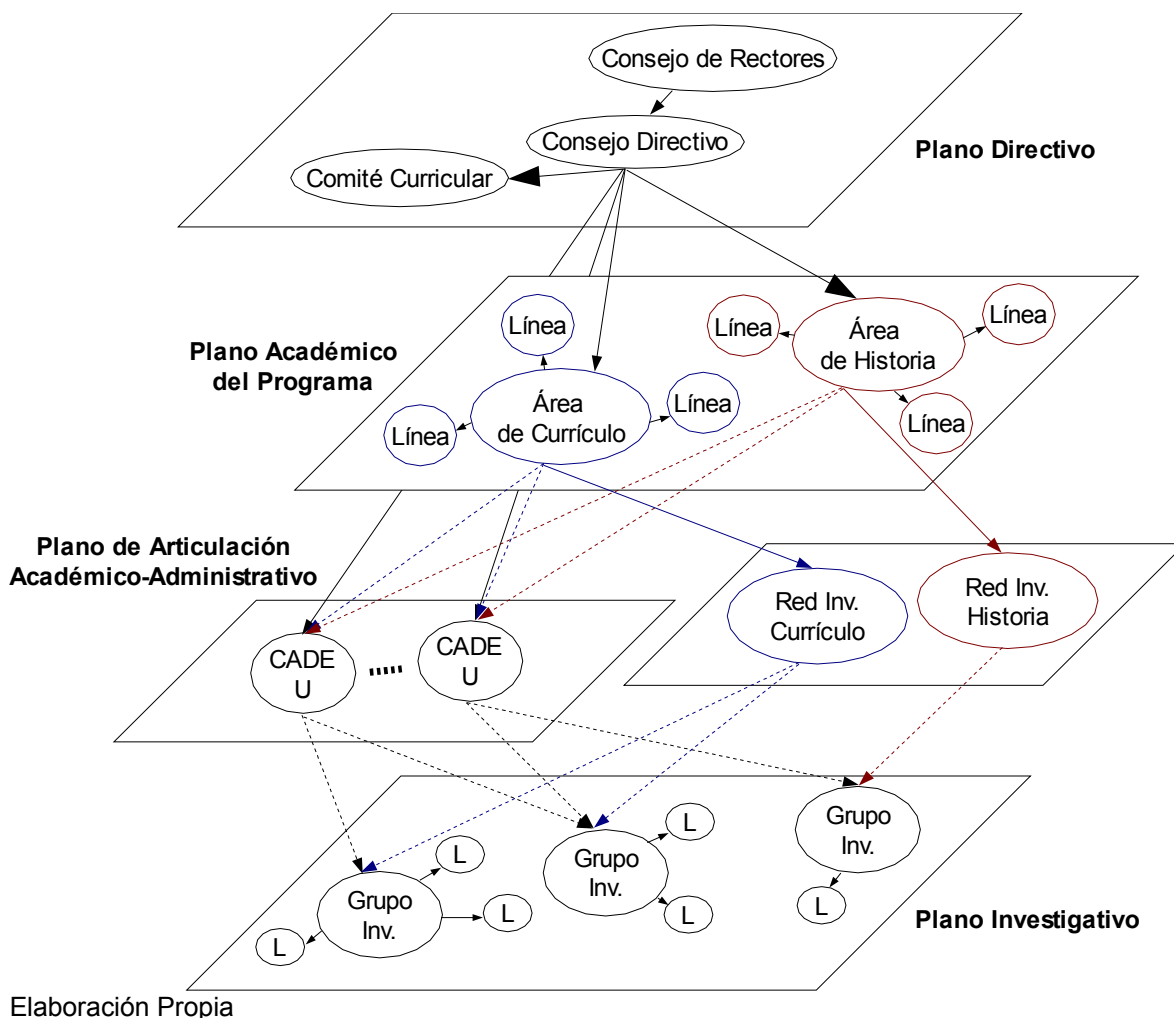 Consejo de Rectores
Consejo Directivo
Plano Directivo
Comité Curricular
Línea
Línea
Línea
Área
de Historia
Plano Académico
del Programa
Línea
Área
de Currículo
Línea
Línea
Plano de Articulación
Académico-Administrativo
Red Inv.
Currículo
Red Inv.
Historia
CADE
U
CADE
U
Grupo
Inv.
L
Grupo
Inv.
L
L
Grupo
Inv.
L
L
L
Plano Investigativo
Elaboración Propia